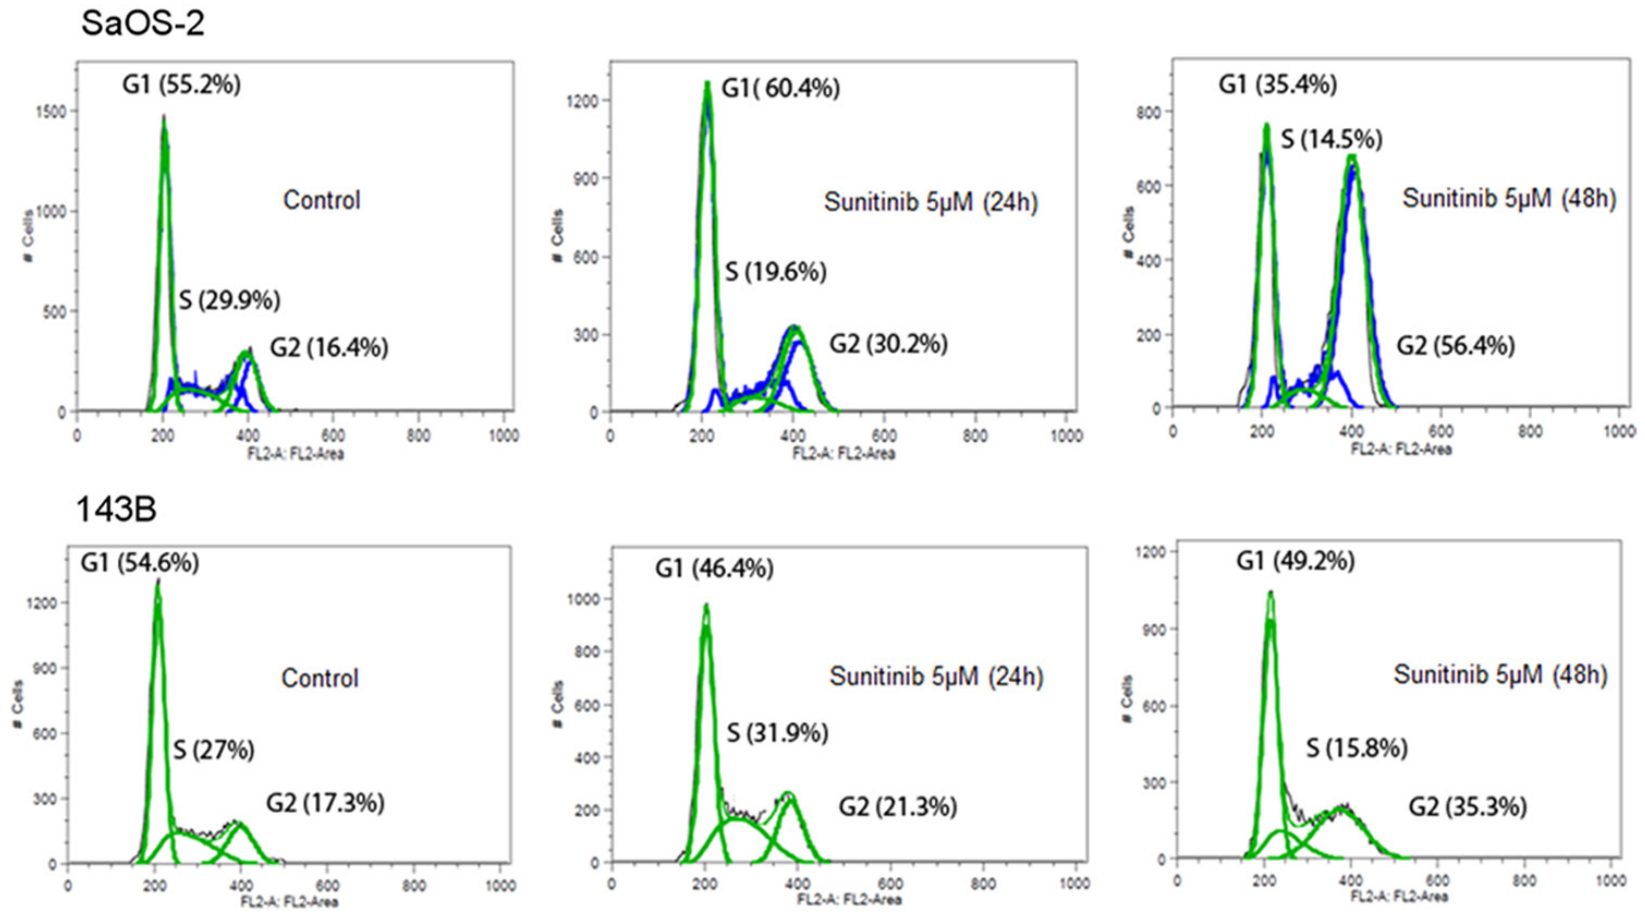 SaOS-2
G1 (55.2%)
Control
S (29.9%)
G2 (16.4%)
# Cells
1500
1000
500
0
0 200 400 600 800 1000
FL2-A: FL2-Area
G1( 60.4%)
Sunitinib 5µM (24h)
S (19.6%)
G2 (30.2%)
# Cells
1200
900
600
300
0
0 200 400 600 800 1000
FL2-A: FL2-Area
G1 (35.4%)
S (14.5%)
Sunitinib 5µM (48h)
G2 (56.4%)
# Cells
800
600
400
200
0
0 200 400 600 800 1000
FL2-A: FL2-Area
143B
G1 (54.6%)
Control
S (27%)
G2 (17.3%)
# Cells
1200
900
600
300
0
0 200 400 600 800 1000
FL2-A: FL2-Area
G1 (46.4%)
Sunitinib 5µM (24h)
S (31.9%)
G2 (21.3%)
# Cells
1000
800
600
400
200
0
0 200 400 600 800 1000
FL2-A: FL2-Area
G1 (49.2%)
Sunitinib 5µM (48h)
S (15.8%)
G2 (35.3%)
# Cells
1200
900
600
300
0
0 200 400 600 800 1000
FL2-A: FL2-Area